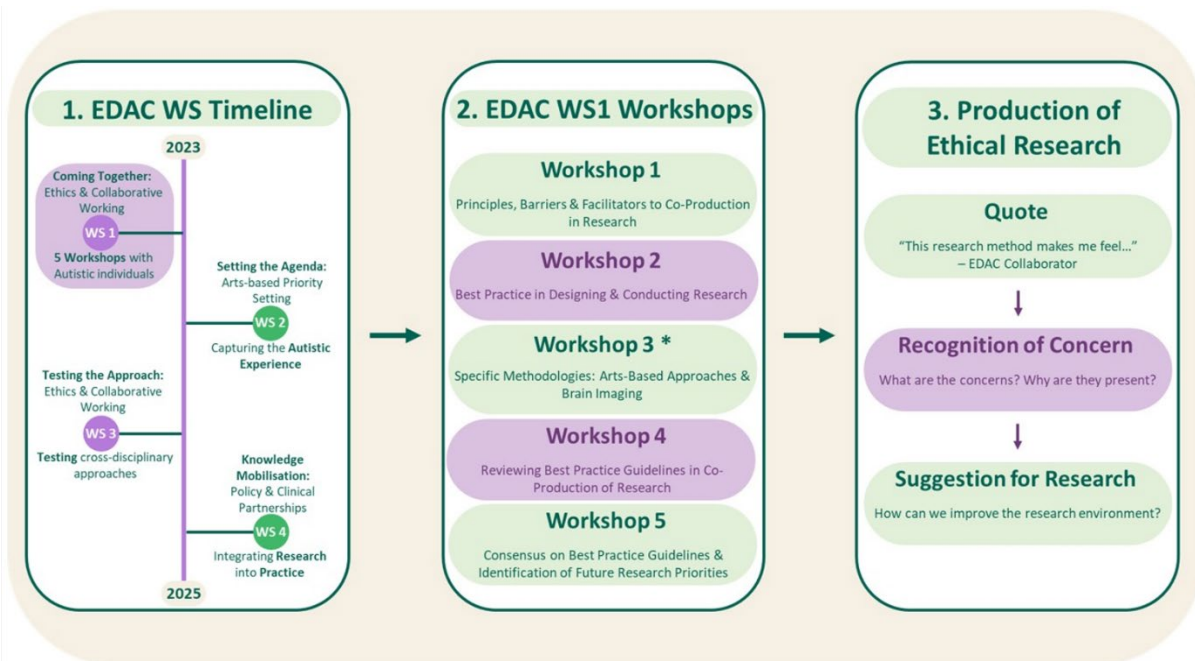 1. EDAC WS Timeline
2023
Coming Together:
Ethics & Collaborative
Working
WS 1
5 Workshops with
Autistic individuals
Setting the Agenda:
Arts-based Priority
Setting
WS 2
Capturing the Autistic
Experience
Testing the Approach:
Ethics & Collaborative
Working
WS 3
Testing cross-disciplinary
approaches
Knowledge
Mobilisation:
Policy & Clinical
Partnerships
WS 4
Integrating Research
into Practice
2025
2. EDAC WS1 Workshops
Workshop 1
Principles, Barriers & Facilitators to Co-Production
in Research
Workshop 2
Best Practice in Designing & Conducting Research
Workshop 3 *
Specific Methodologies: Arts-Based Approaches &
Brain Imaging
Workshop 4
Reviewing Best Practice Guidelines in Co-
Production of Research
Workshop 5
Consensus on Best Practice Guidelines &
Identification of Future Research Priorities
3. Production of
Ethical Research
Quote
“This research method makes me feel…”
– EDAC Collaborator
Recognition of Concern
What are the concerns? Why are they present?
Suggestion for Research
How can we improve the research environment?